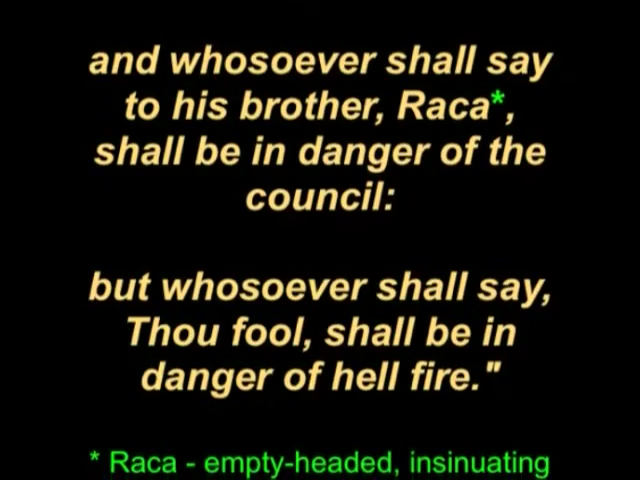 and whosoever shall say
to his brother, Raca*,
shall be in danger of the
council:
but whosoever shall say,
Thou fool, shall be in
danger of hell fire."
* Raca - empty-headed, insinuating